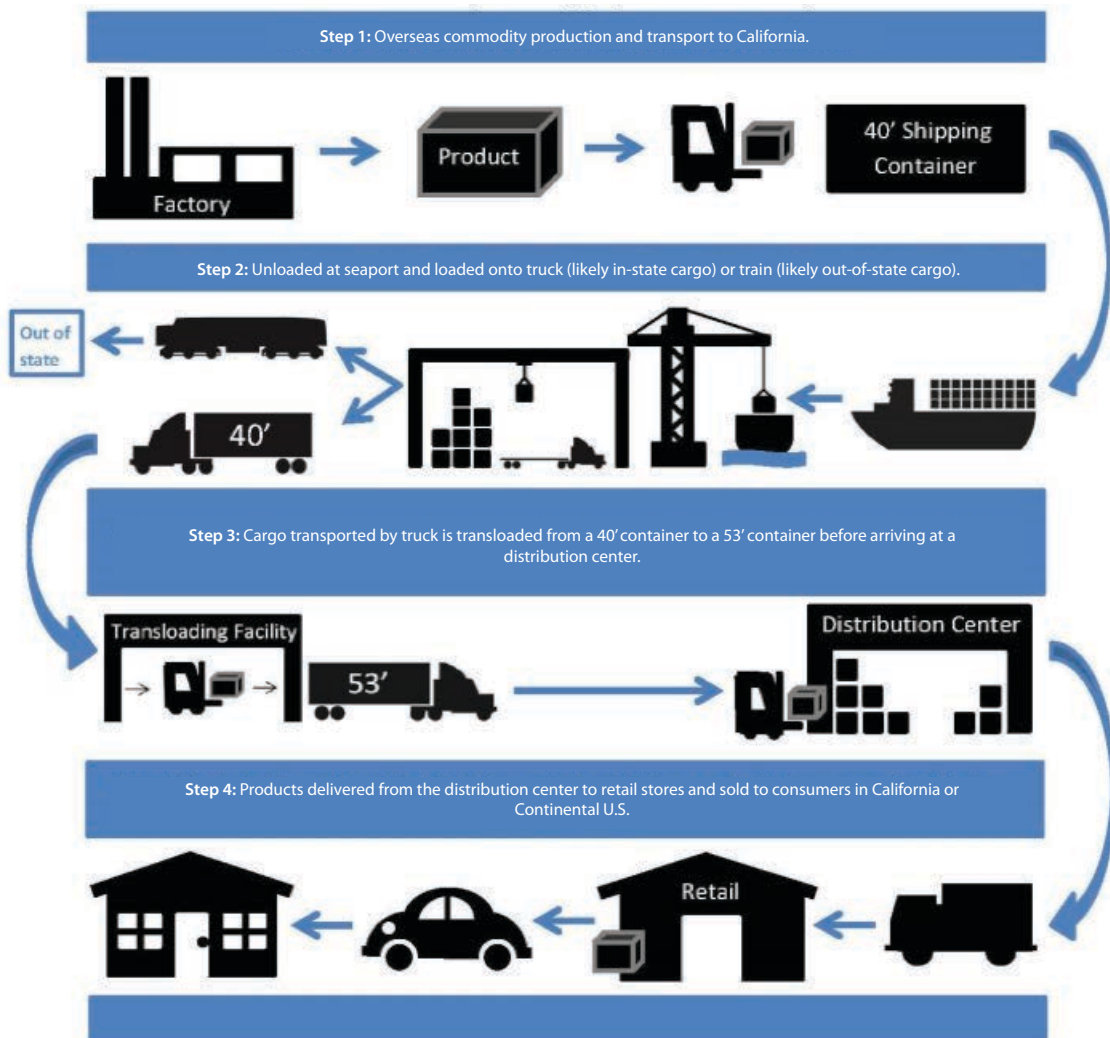 Step 1: Overseas commodity production and transport to California.
Factory
Product
40' Shipping
Container
Step 2: Unloaded at seaport and loaded onto truck (likely in-state cargo) or train (likely out-of-state cargo).
Out of
state
40'
Step 3: Cargo transported by truck is transloaded from a 40' container to a 53' container before arriving at a
distribution center.
Transloading Facility
53'
Distribution Center
Step 4: Products delivered from the distribution center to retail stores and sold to consumers in California or
Continental U.S.
Retail